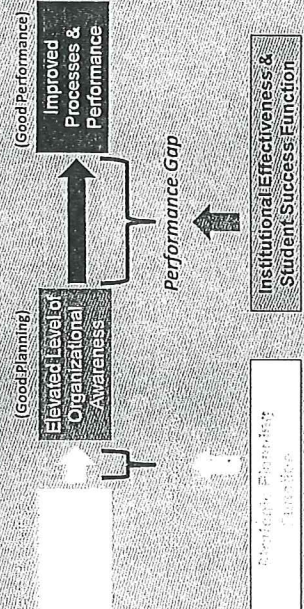 (Good Planning)
(Good Performance)
Elevated Level of
Organizational
Awareness
Improved
Processes &
Performance
Performance Gap
Planning
Institutional Effectiveness &
Student Success Function